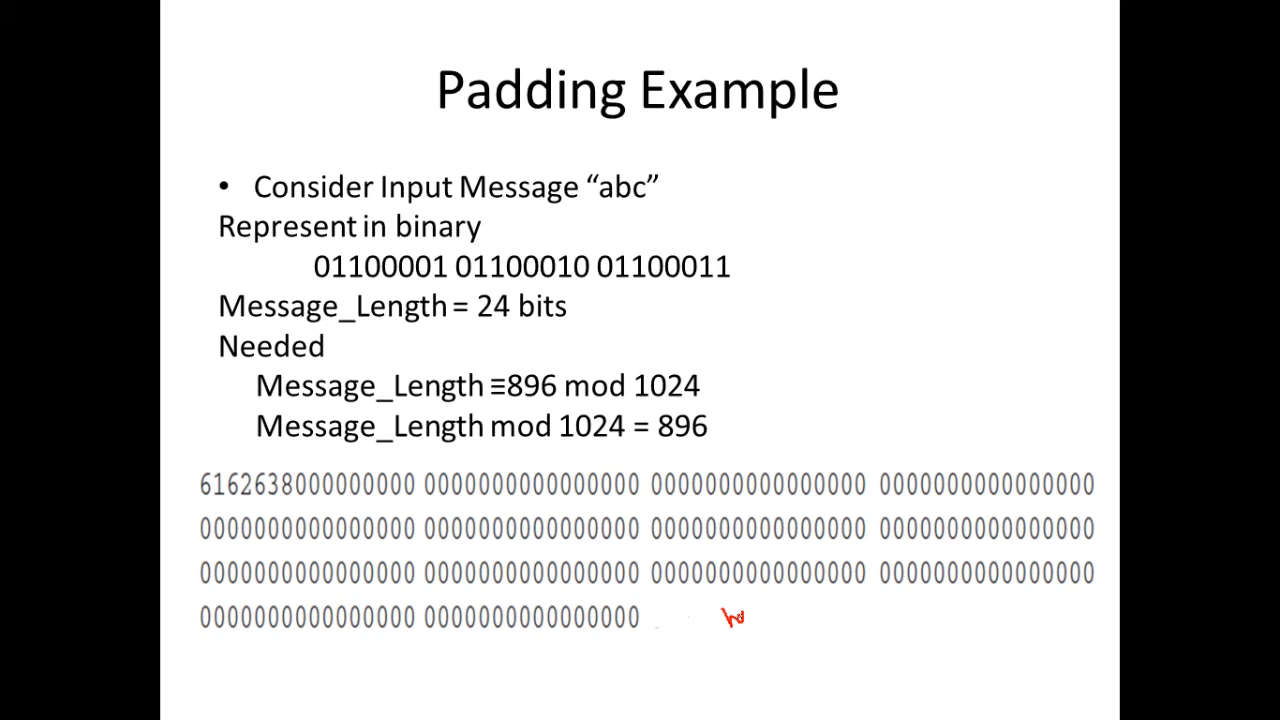 Padding Example
• Consider Input Message “abc”
Represent in binary
01100001 01100010 01100011
Message_Length = 24 bits
Needed
Message_Length ≡896 mod 1024
Message_Length mod 1024 = 896
6162638000000000 0000000000000000 0000000000000000 0000000000000000
0000000000000000 0000000000000000 0000000000000000 0000000000000000
0000000000000000 0000000000000000 0000000000000000 0000000000000000
0000000000000000 0000000000000000